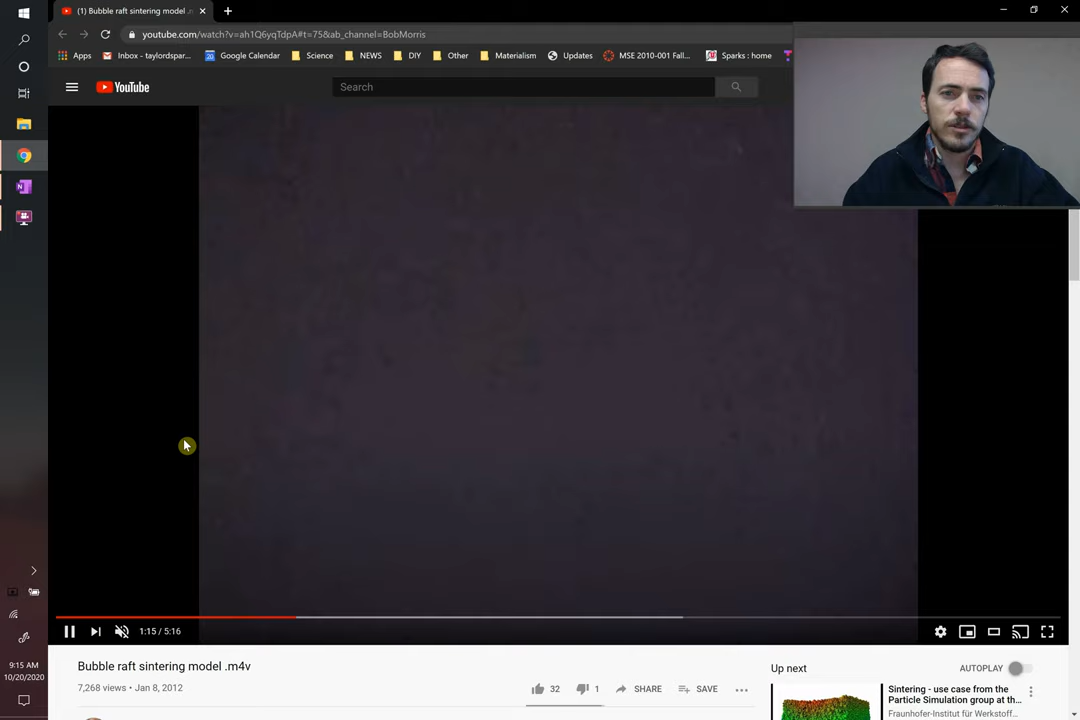 (1) Bubble raft sintering model .m
youtube.com/watch?v=ah1Q6yqTdpA#t=75&ab_channel=BobMorris
Apps
Inbox - taylordspar...
Google Calendar
Science
NEWS
DIY
Other
Materialism
Updates
MSE 2010-001 Fall...
Sparks : home
YouTube
Search
1:15 / 5:16
Bubble raft sintering model .m4v
7,268 views • Jan 8, 2012
32
1
SHARE
SAVE
Up next
AUTOPLAY
Sintering - use case from the
Particle Simulation group at th...
Fraunhofer-Institut für Werkstoff...
9:15 AM
10/20/2020